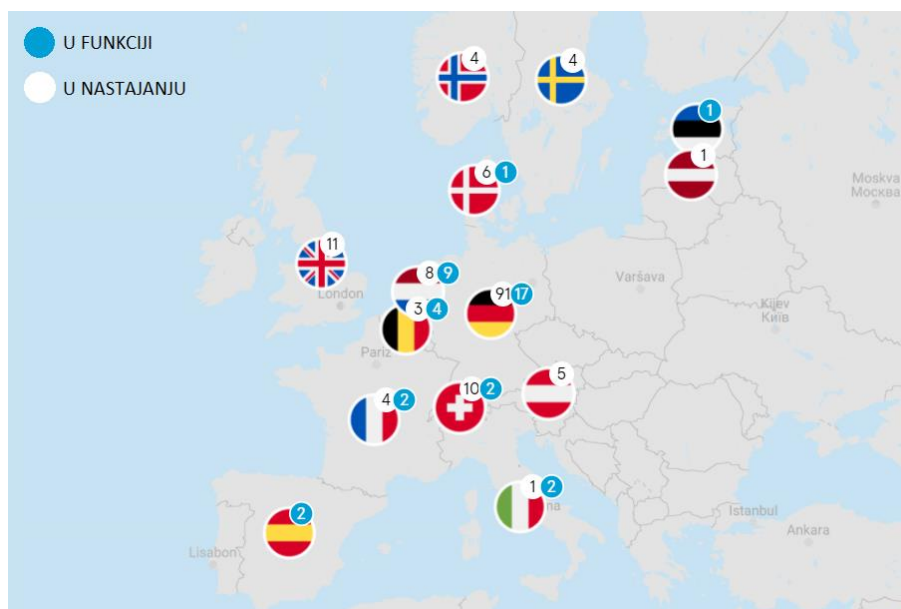 U FUNKCIJI
U NASTAJANJU
4
4
1
1
6 1
11
8 9
3 4
91 17
4 2
10 2
5
1 2
2
Moskva
Москва
London
Varšava
Kijev
Київ
Pariz
Istanbul
Ankara
Lisabon